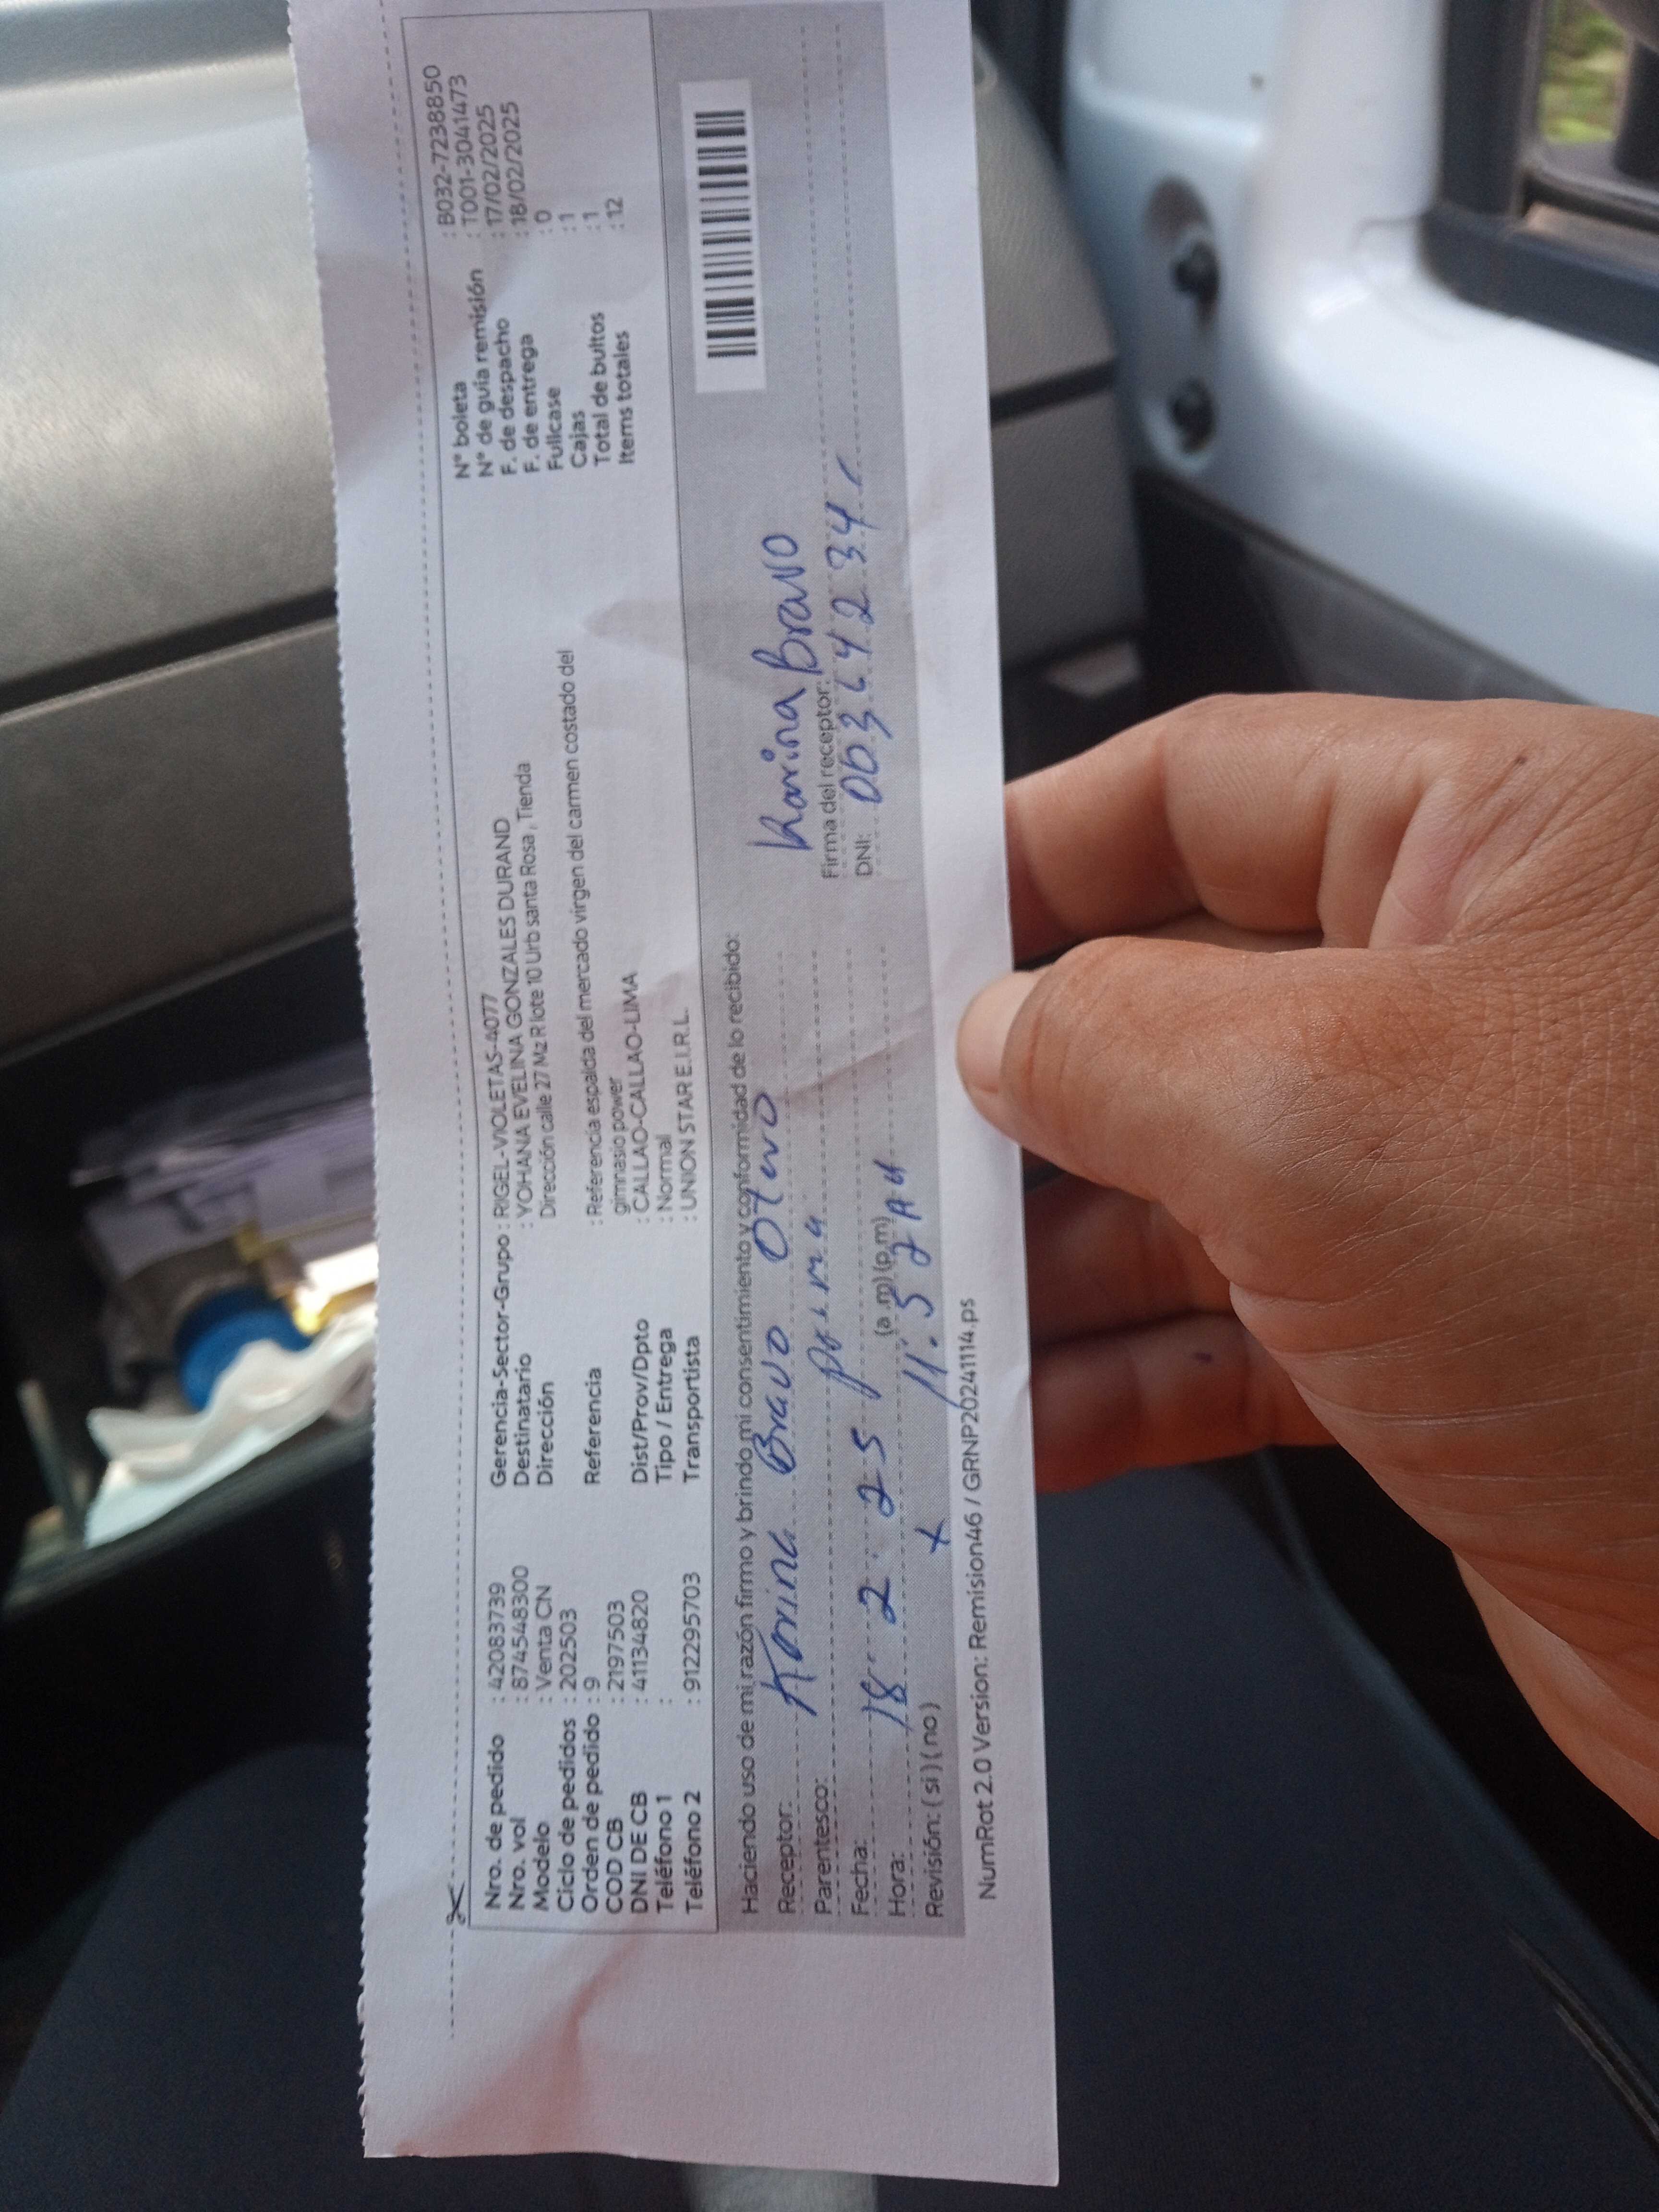 Nro. de pedido : 42083739
Nro. vol : 874548300
Modelo : Venta CN
Ciclo de pedidos : 202503
Orden de pedido : 9
COD CB : 2197503
DNI DE CB : 41134820
Teléfono 1 :
Teléfono 2 : 912295703
Gerencia-Sector-Grupo : RIGEL-VIOLETAS-4077
Destinatario : YOHANA EVELINA GONZALES DURAND
Dirección Dirección calle 27 Mz R lote 10 Urb santa Rosa , Tienda
Referencia : Referencia espalda del mercado virgen del carmen costado del
gimnasio power
Dist/Prov/Dpto : CALLAO-CALLAO-LIMA
Tipo / Entrega : Normal
Transportista : UNION STAR E.I.R.L.
N° boleta : B032-7238850
N° de guía remisión : T001-3041473
F. de despacho : 17/02/2025
F. de entrega : 18/02/2025
Fullcase : 0
Cajas : 1
Total de bultos : 1
Items totales : 12
Haciendo uso de mi razón firmo y brindo mi consentimiento y conformidad de lo recibido:
Receptor: Karina Bravo
Parentesco: prima
Fecha: 18 2 25
Hora: 11.52 AM (a.m) (p.m)
Revisión: ( si ) ( no )
Karina Bravo
Firma del receptor:
DNI:
NumRot 2.0 Version: Remision46 / GRNP20241114.ps